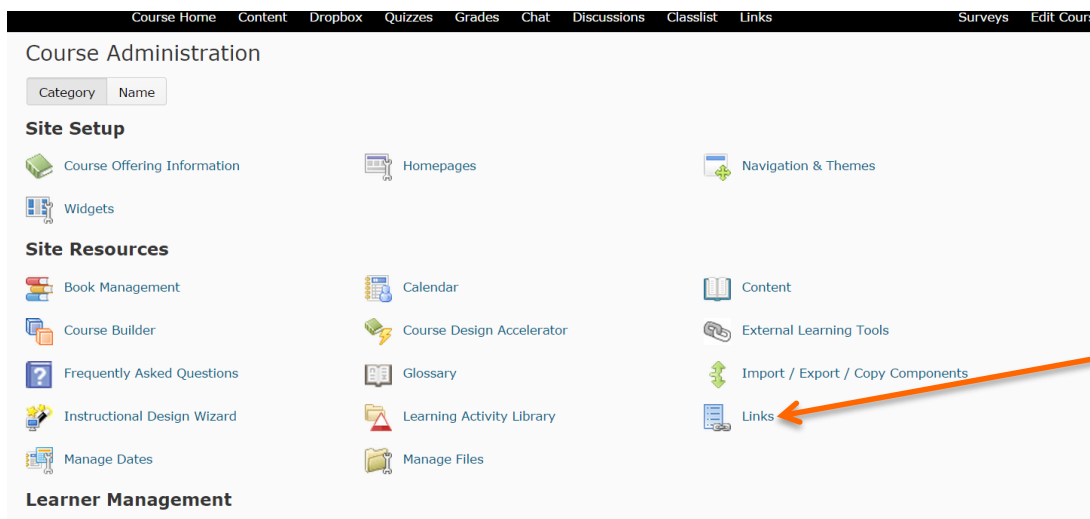 Course Home Content Dropbox Quizzes Grades Chat Discussions Classlist Links Surveys Edit Cour
Course Administration
Category Name
Site Setup
Course Offering Information Homepages Navigation & Themes
Widgets
Site Resources
Book Management Calendar Content
Course Builder Course Design Accelerator External Learning Tools
Frequently Asked Questions Glossary Import / Export / Copy Components
Instructional Design Wizard Learning Activity Library Links
Manage Dates Manage Files
Learner Management